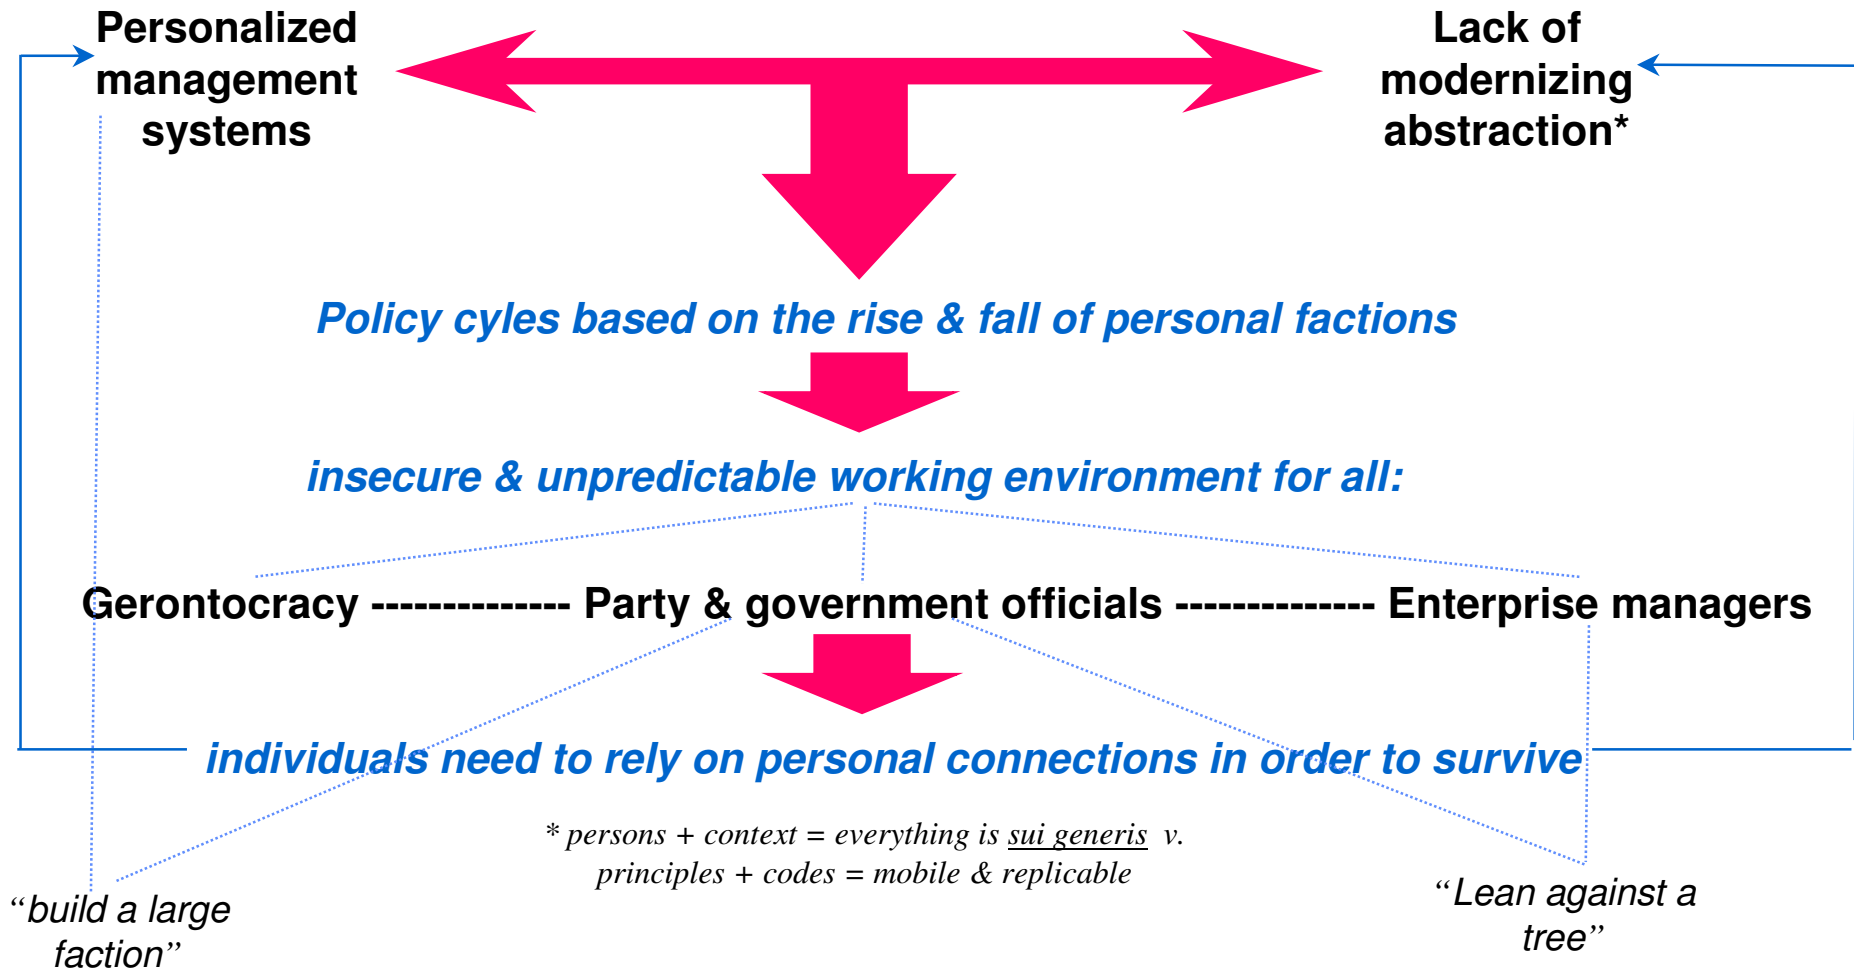 Personalized
management
systems
Lack of
modernizing
abstraction*
Policy cyles based on the rise & fall of personal factions
insecure & unpredictable working environment for all:
Gerontocracy -------------- Party & government officials -------------- Enterprise managers
individuals need to rely on personal connections in order to survive
* persons + context = everything is sui generis v.
principles + codes = mobile & replicable
“build a large
faction”
“Lean against a
tree”